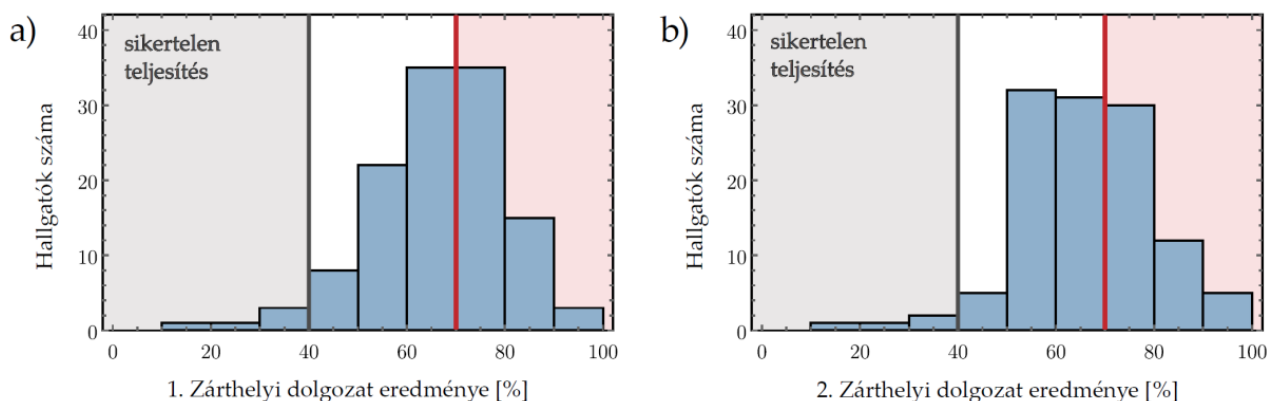 a)
40
30
20
10
0
sikertelen
teljesítés
Hallgatók száma
0 20 40 60 80 100
1. Zárthelyi dolgozat eredménye [%]
b)
40
30
20
10
0
sikertelen
teljesítés
Hallgatók száma
0 20 40 60 80 100
2. Zárthelyi dolgozat eredménye [%]